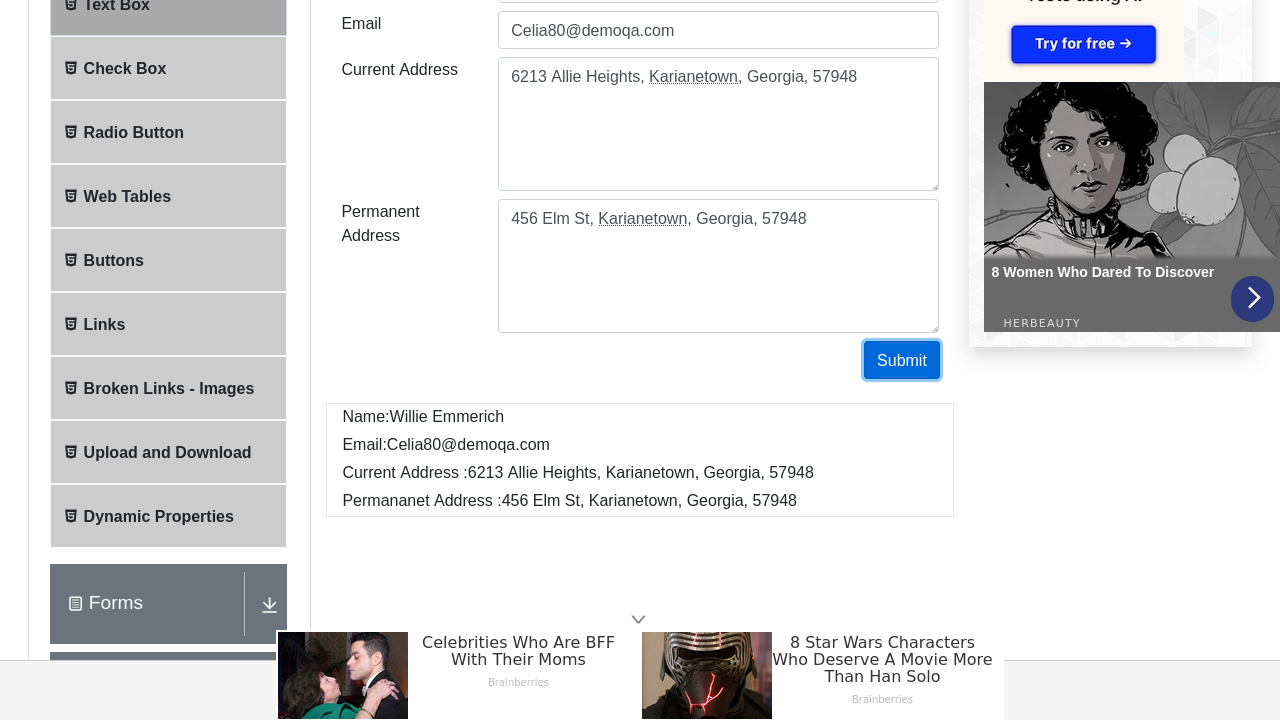 Text Box
Email
Celia80@demoqa.com
Current Address
6213 Allie Heights, Karianetown, Georgia, 57948
Check Box
Radio Button
Web Tables
Permanent
Address
456 Elm St, Karianetown, Georgia, 57948
Buttons
Links
Submit
Broken Links - Images
Name:Willie Emmerich
Email:Celia80@demoqa.com
Upload and Download
Current Address :6213 Allie Heights, Karianetown, Georgia, 57948
Permananet Address :456 Elm St, Karianetown, Georgia, 57948
Dynamic Properties
Forms
Try for free →
8 Women Who Dared To Discover
HERBEAUTY
Celebrities Who Are BFF
With Their Moms
Brainberries
8 Star Wars Characters
Who Deserve A Movie More
Than Han Solo
Brainberries